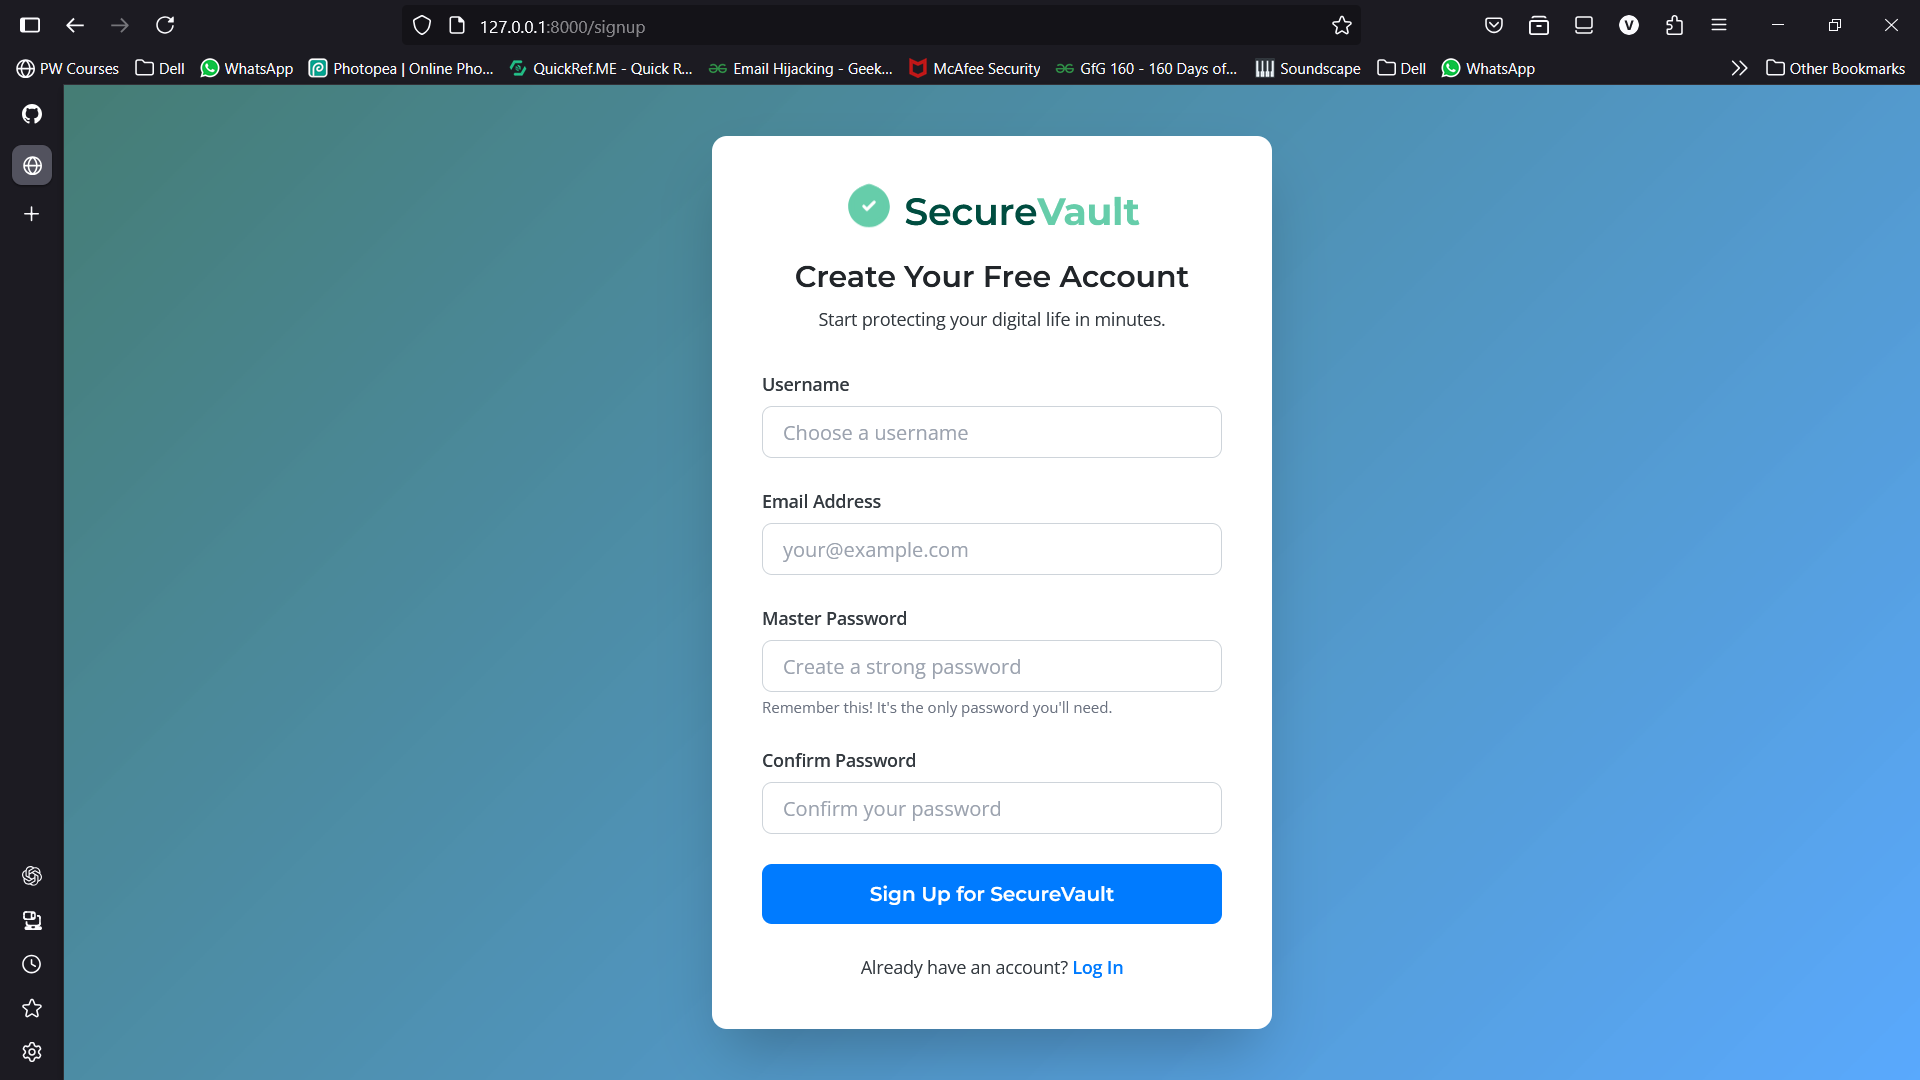 127.0.0.1:8000/signup
V
PW Courses
Dell
WhatsApp
Photopea | Online Pho...
QuickRef.ME - Quick R...
Email Hijacking - Geek...
McAfee Security
GfG 160 - 160 Days of...
Soundscape
Dell
WhatsApp
Other Bookmarks
SecureVault
Create Your Free Account
Start protecting your digital life in minutes.
Username
Choose a username
Email Address
your@example.com
Master Password
Create a strong password
Remember this! It's the only password you'll need.
Confirm Password
Confirm your password
Sign Up for SecureVault
Already have an account? Log In